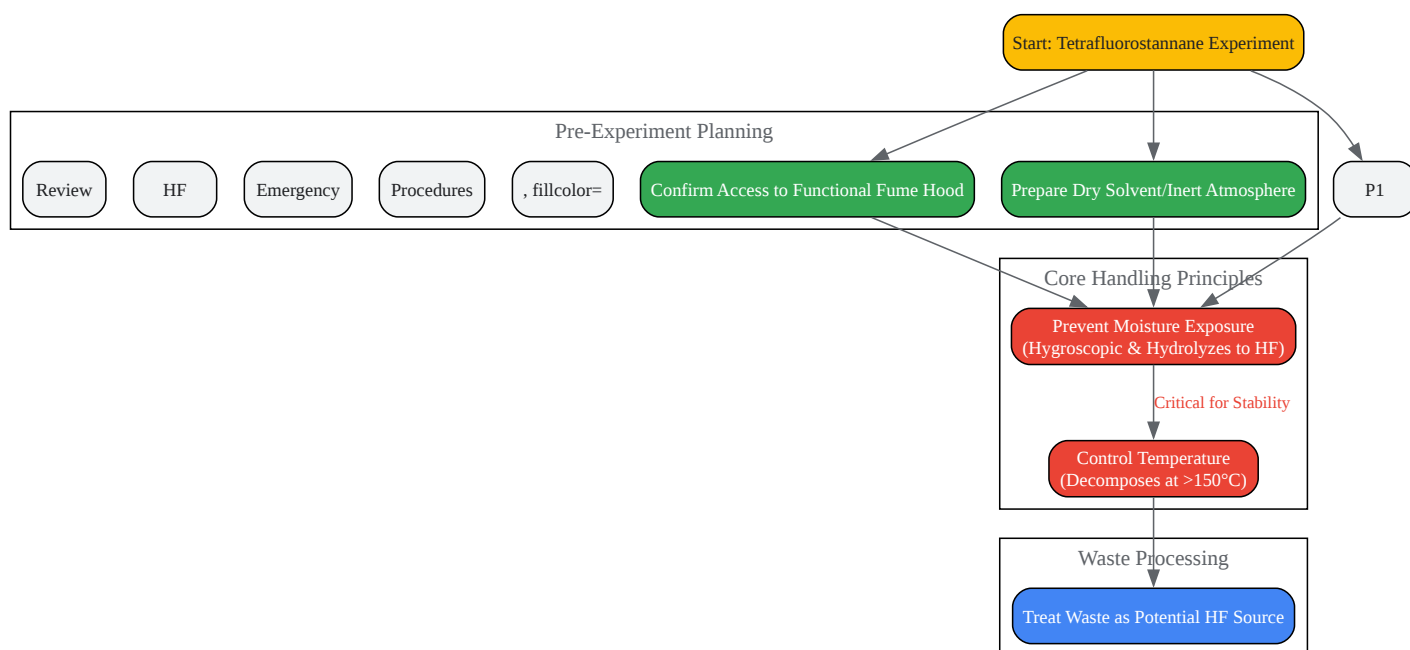 Start: Tetrafluorostannane Experiment
Pre-Experiment Planning
Review
HF
Emergency
Procedures
, fillcolor=
Confirm Access to Functional Fume Hood
Prepare Dry Solvent/Inert Atmosphere
P1
Core Handling Principles
Prevent Moisture Exposure
(Hygroscopic & Hydrolyzes to HF)
Critical for Stability
Control Temperature
(Decomposes at >150°C)
Waste Processing
Treat Waste as Potential HF Source